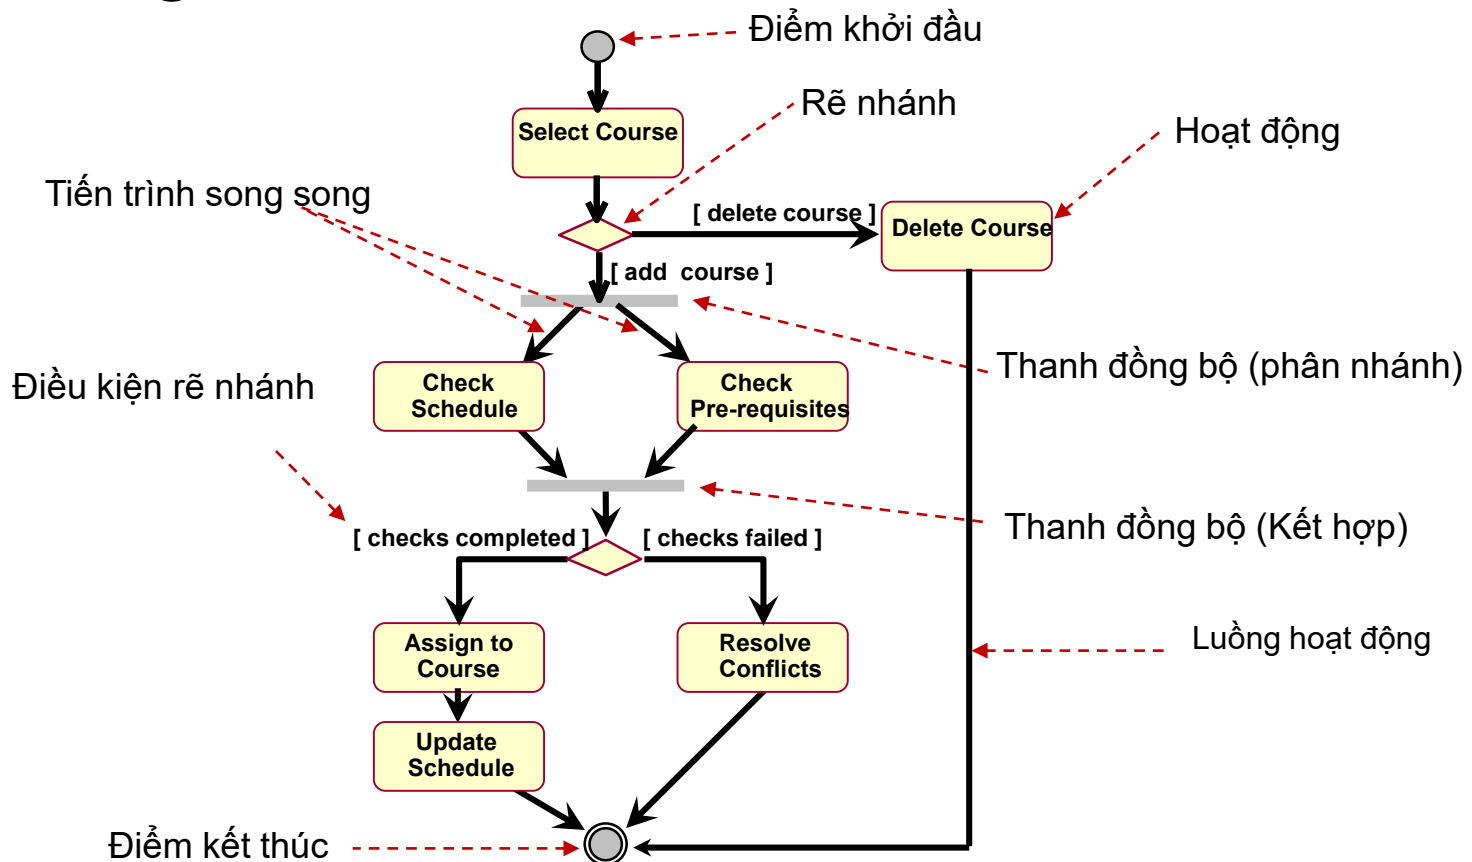 Điểm khởi đầu
Rẽ nhánh
Select Course
Hoạt động
Tiến trình song song
[ delete course ]
Delete Course
[ add course ]
Thanh đồng bộ (phân nhánh)
Điều kiện rẽ nhánh
Check
Schedule
Check
Pre-requisites
Thanh đồng bộ (Kết hợp)
[ checks completed ]
[ checks failed ]
Luồng hoạt động
Assign to
Course
Resolve
Conflicts
Update
Schedule
Điểm kết thúc